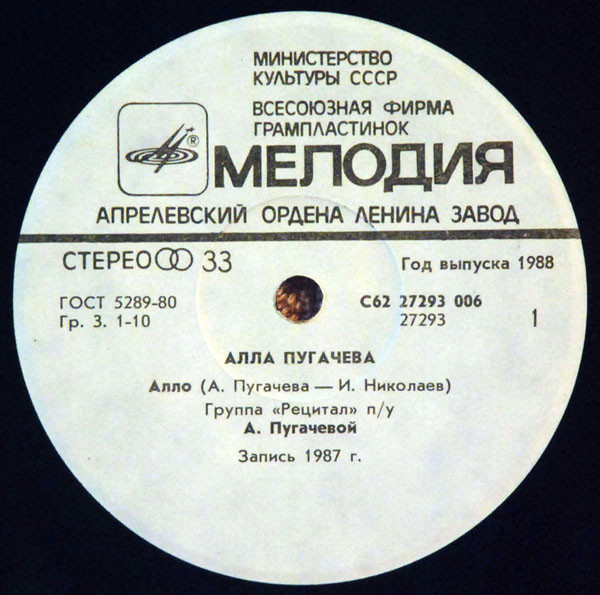 МИНИСТЕРСТВО
КУЛЬТУРЫ СССР
ВСЕСОЮЗНАЯ ФИРМА
ГРАМПЛАСТИНОК
®
МЕЛОДИЯ
АПРЕЛЕВСКИЙ ОРДЕНА ЛЕНИНА ЗАВОД
СТЕРЕО 33
Год выпуска 1988
ГОСТ 5289-80
Гр. 3. 1-10
С62 27293 006
27293
1
АЛЛА ПУГАЧЕВА
Алло (А. Пугачева — И. Николаев)
Группа «Рецитал» п/у
А. Пугачевой
Запись 1987 г.